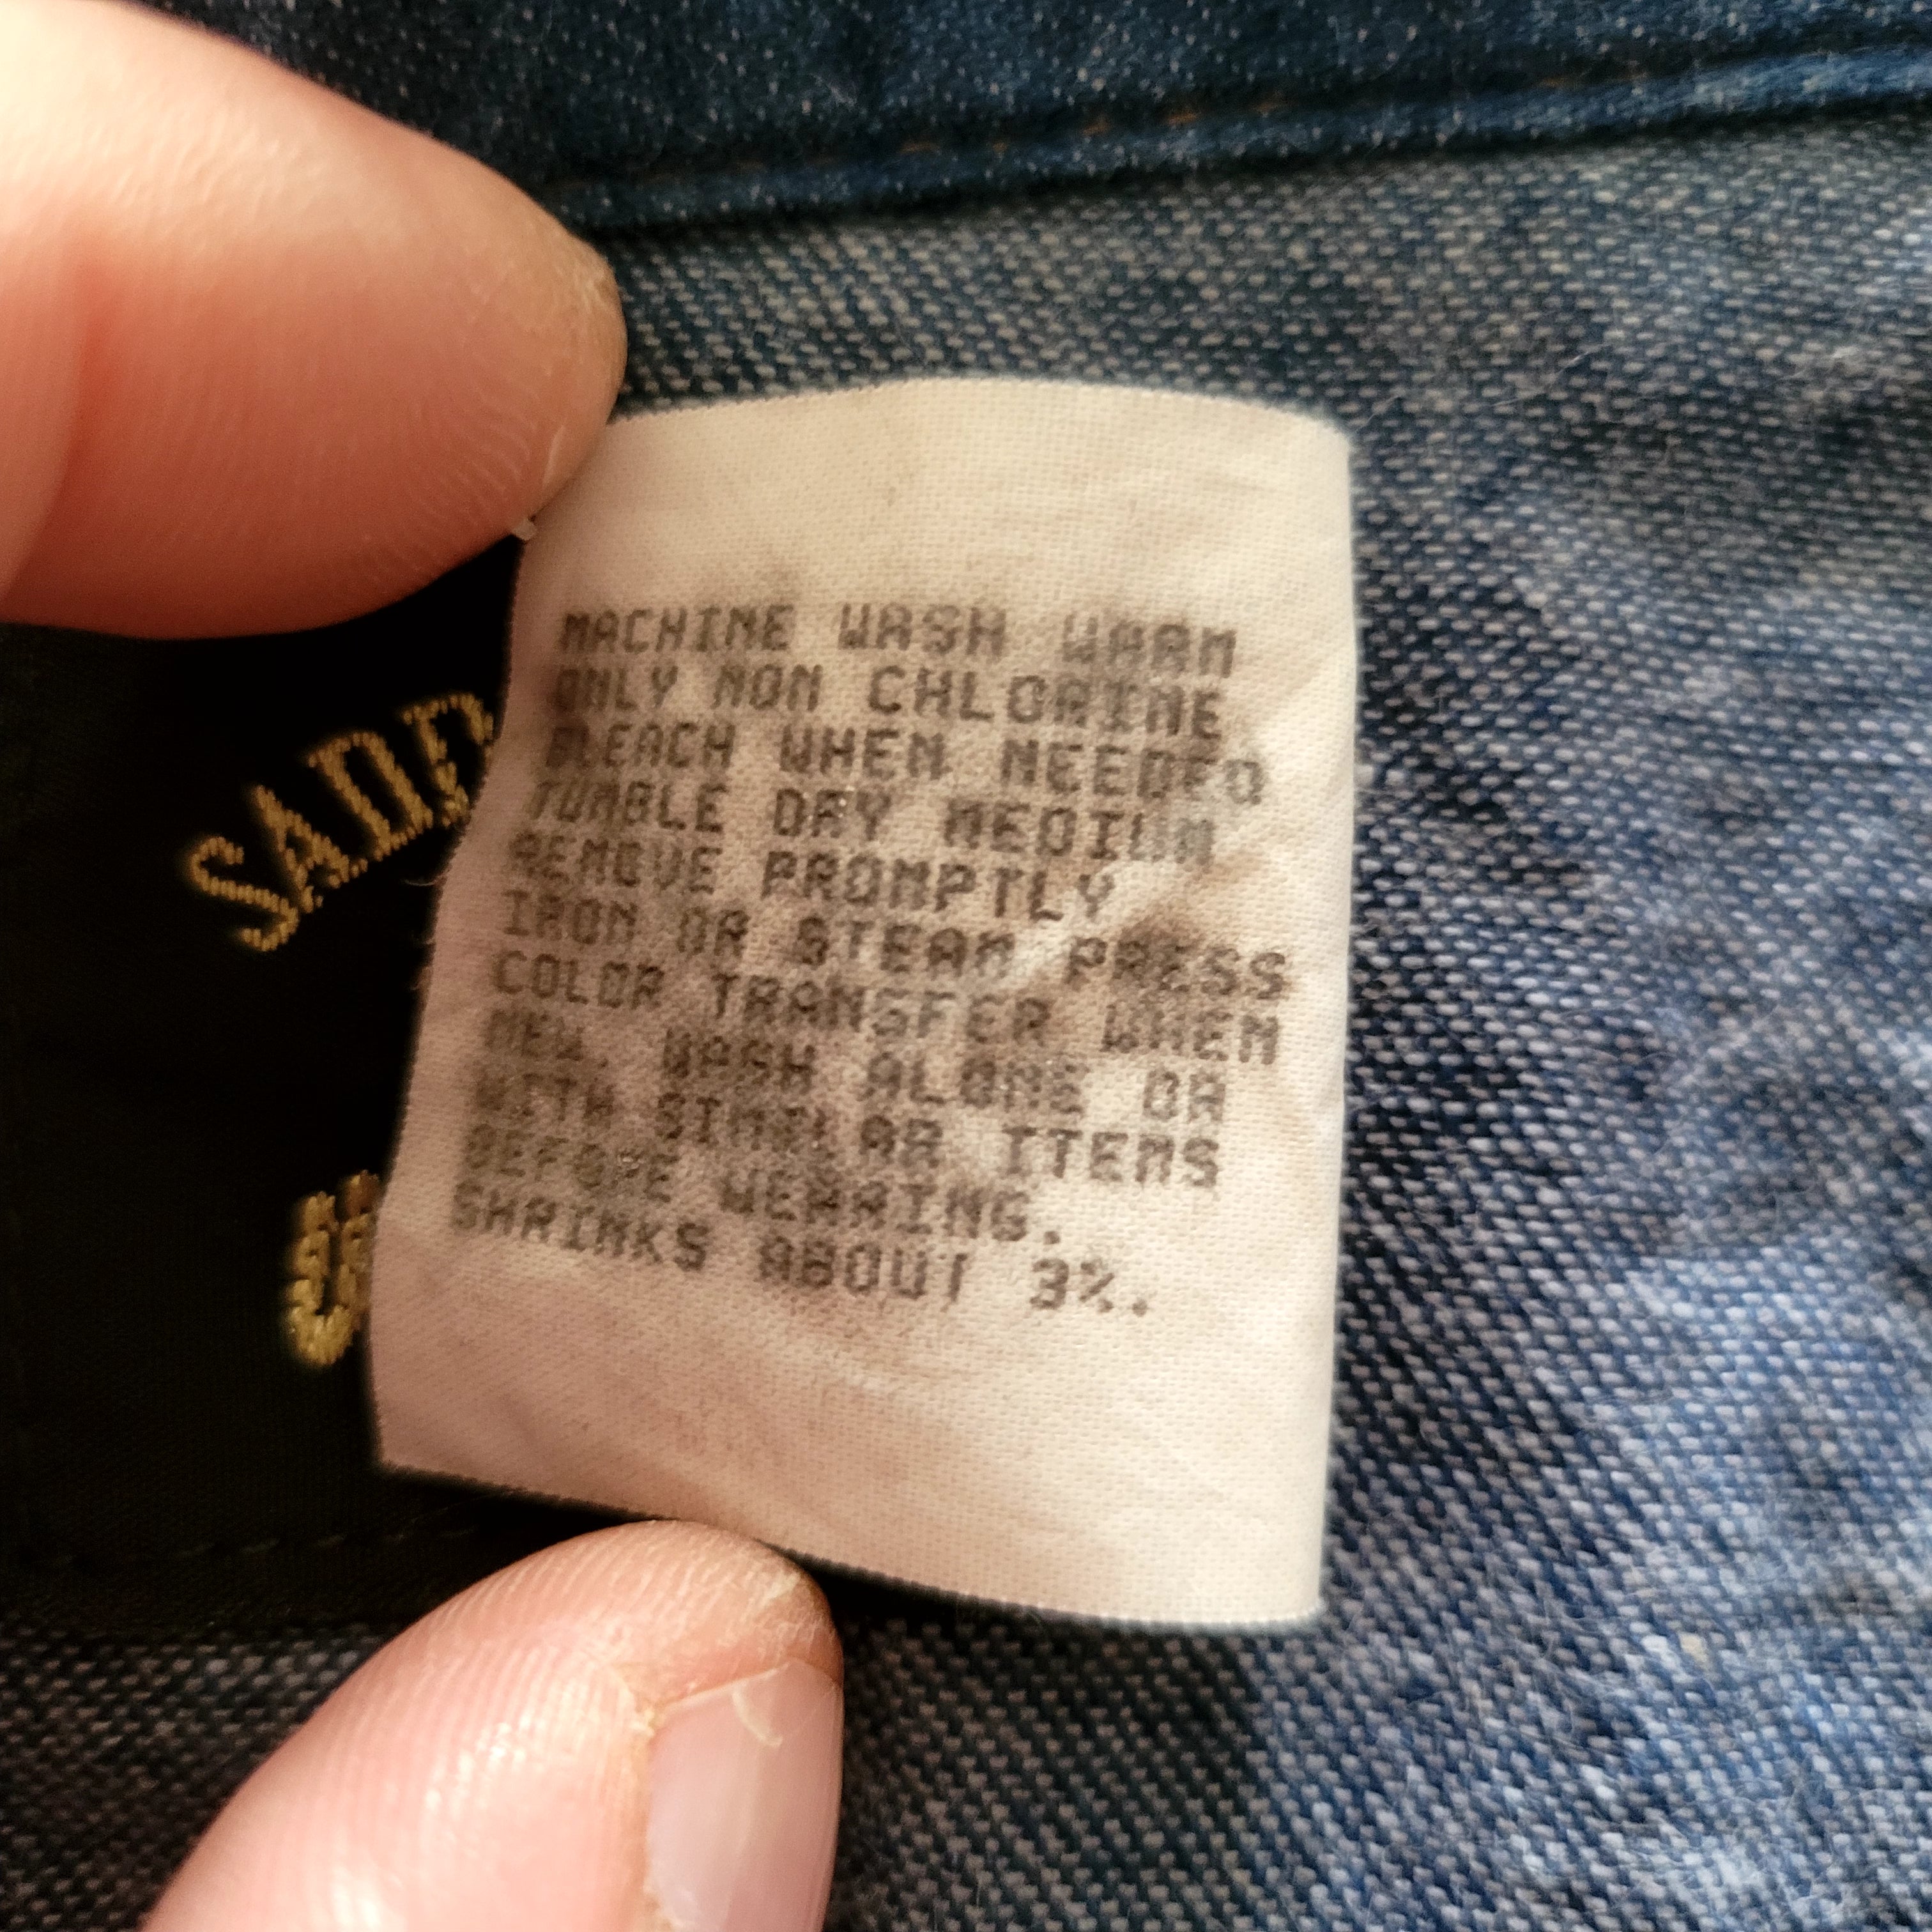 SADD
MACHINE WASH WARM
ONLY NON CHLORINE
BLEACH WHEN NEEDED
TUMBLE DRY MEDIUM
REMOVE PROMPTLY
IRON OR STEAM PRESS
COLOR TRANSFER WHEN
NEW. WASH ALONE OR
WITH SIMILAR ITEMS
BEFORE WEARING.
SHRINKS ABOUT 3%.